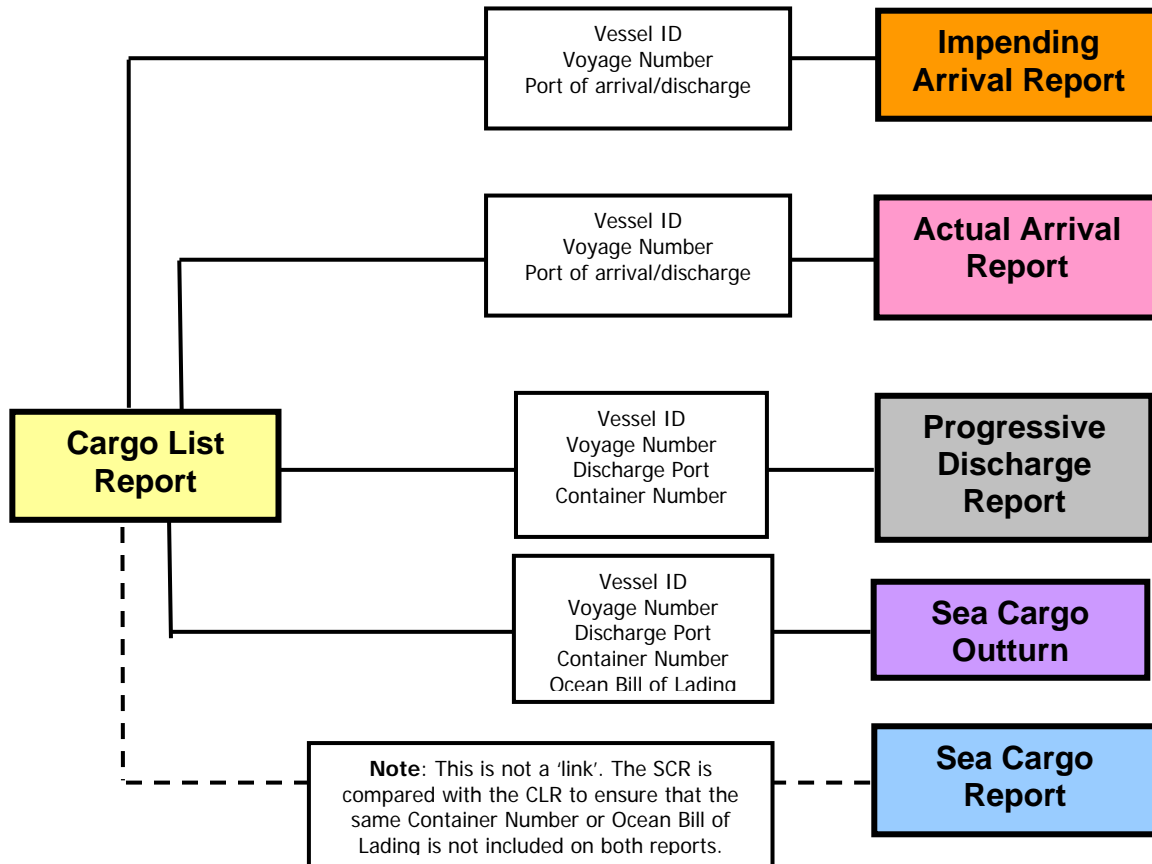 Vessel ID
Voyage Number
Port of arrival/discharge
Impending
Arrival Report
Vessel ID
Voyage Number
Port of arrival/discharge
Actual Arrival
Report
Cargo List
Report
Vessel ID
Voyage Number
Discharge Port
Container Number
Progressive
Discharge
Report
Vessel ID
Voyage Number
Discharge Port
Container Number
Ocean Bill of Lading
Sea Cargo
Outturn
Note: This is not a ‘link’. The SCR is
compared with the CLR to ensure that the
same Container Number or Ocean Bill of
Lading is not included on both reports.
Sea Cargo
Report